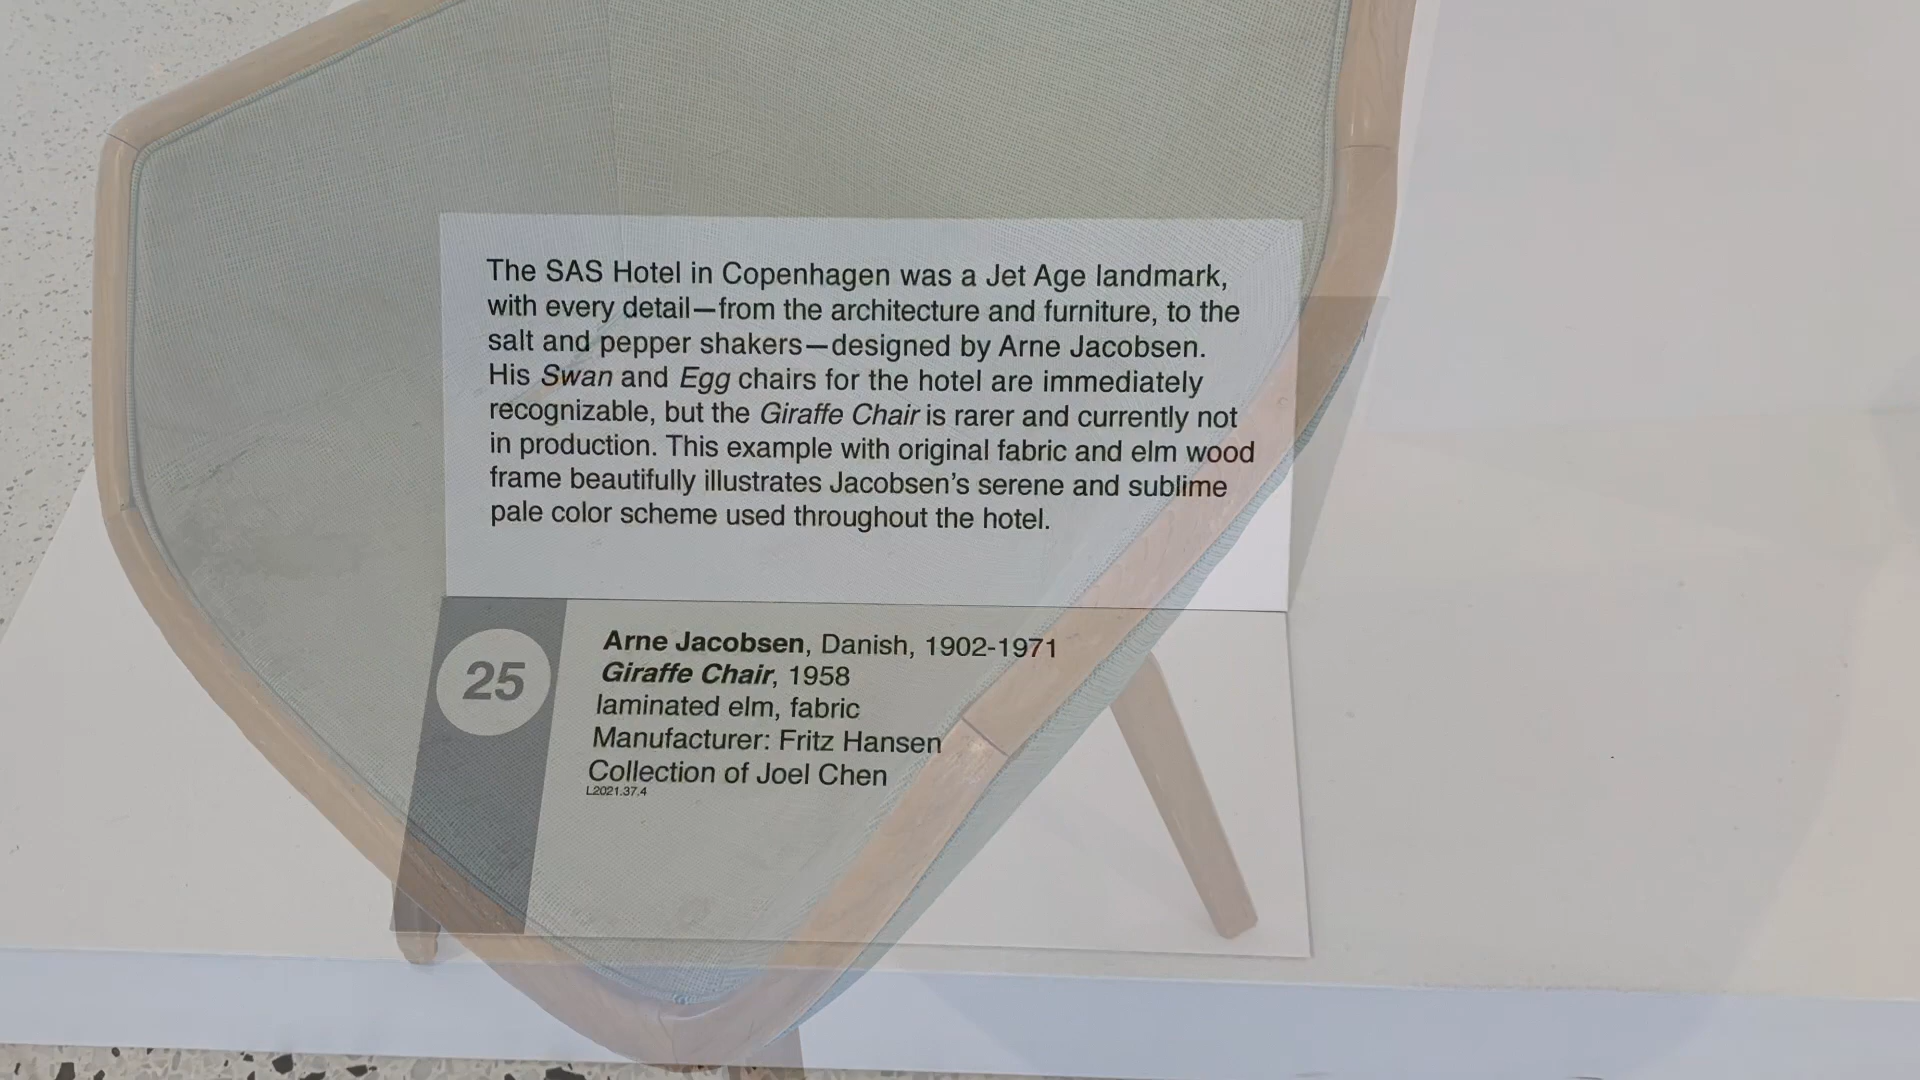 The SAS Hotel in Copenhagen was a Jet Age landmark,
with every detail—from the architecture and furniture, to the
salt and pepper shakers—designed by Arne Jacobsen.
His Swan and Egg chairs for the hotel are immediately
recognizable, but the Giraffe Chair is rarer and currently not
in production. This example with original fabric and elm wood
frame beautifully illustrates Jacobsen's serene and sublime
pale color scheme used throughout the hotel.
25
Arne Jacobsen, Danish, 1902-1971
Giraffe Chair, 1958
laminated elm, fabric
Manufacturer: Fritz Hansen
Collection of Joel Chen
L2021.37.4